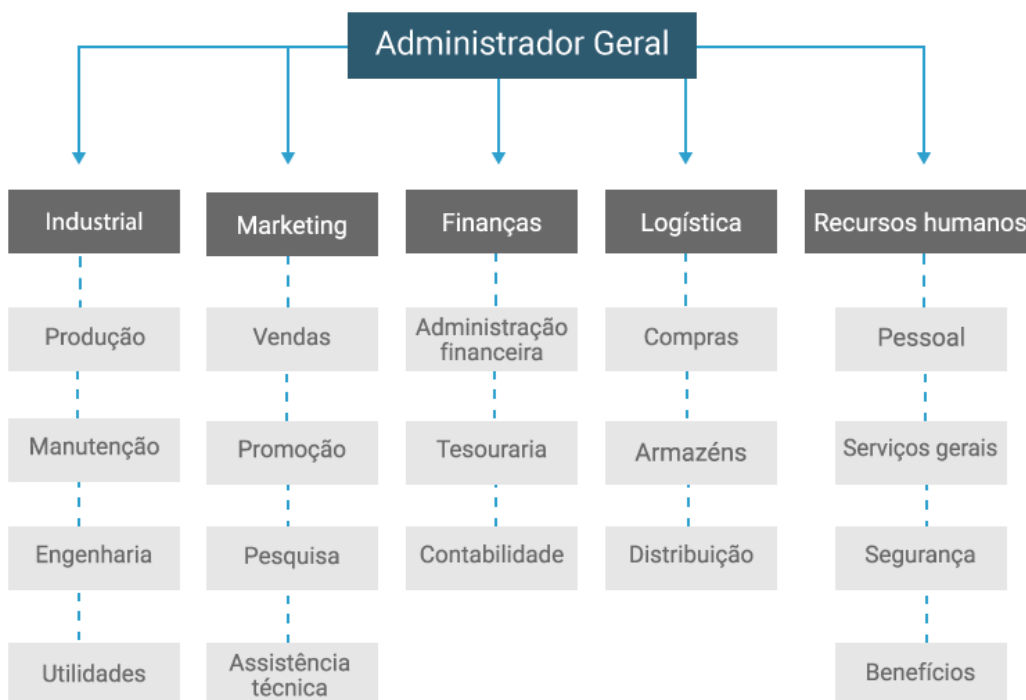 Administrador Geral
Industrial
Marketing
Finanças
Logística
Recursos humanos
Produção
Vendas
Administração
financeira
Compras
Pessoal
Manutenção
Promoção
Tesouraria
Armazéns
Serviços gerais
Engenharia
Pesquisa
Contabilidade
Distribuição
Segurança
Utilidades
Assistência
técnica
Benefícios